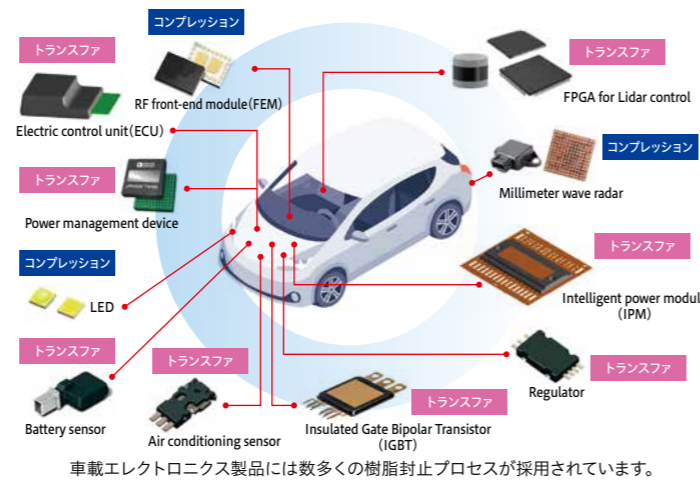 コンプレッション
トランスファ
RF front-end module(FEM)
Electric control unit(ECU)
トランスファ
FPGA for Lidar control
コンプレッション
Millimeter wave radar
トランスファ
Power management device
コンプレッション
LED
トランスファ
Intelligent power modul
(IPM)
トランスファ
Battery sensor
トランスファ
Air conditioning sensor
トランスファ
Insulated Gate Bipolar Transistor
(IGBT)
Regulator
トランスファ
車載エレクトロニクス製品には数多くの樹脂封止プロセスが採用されています。